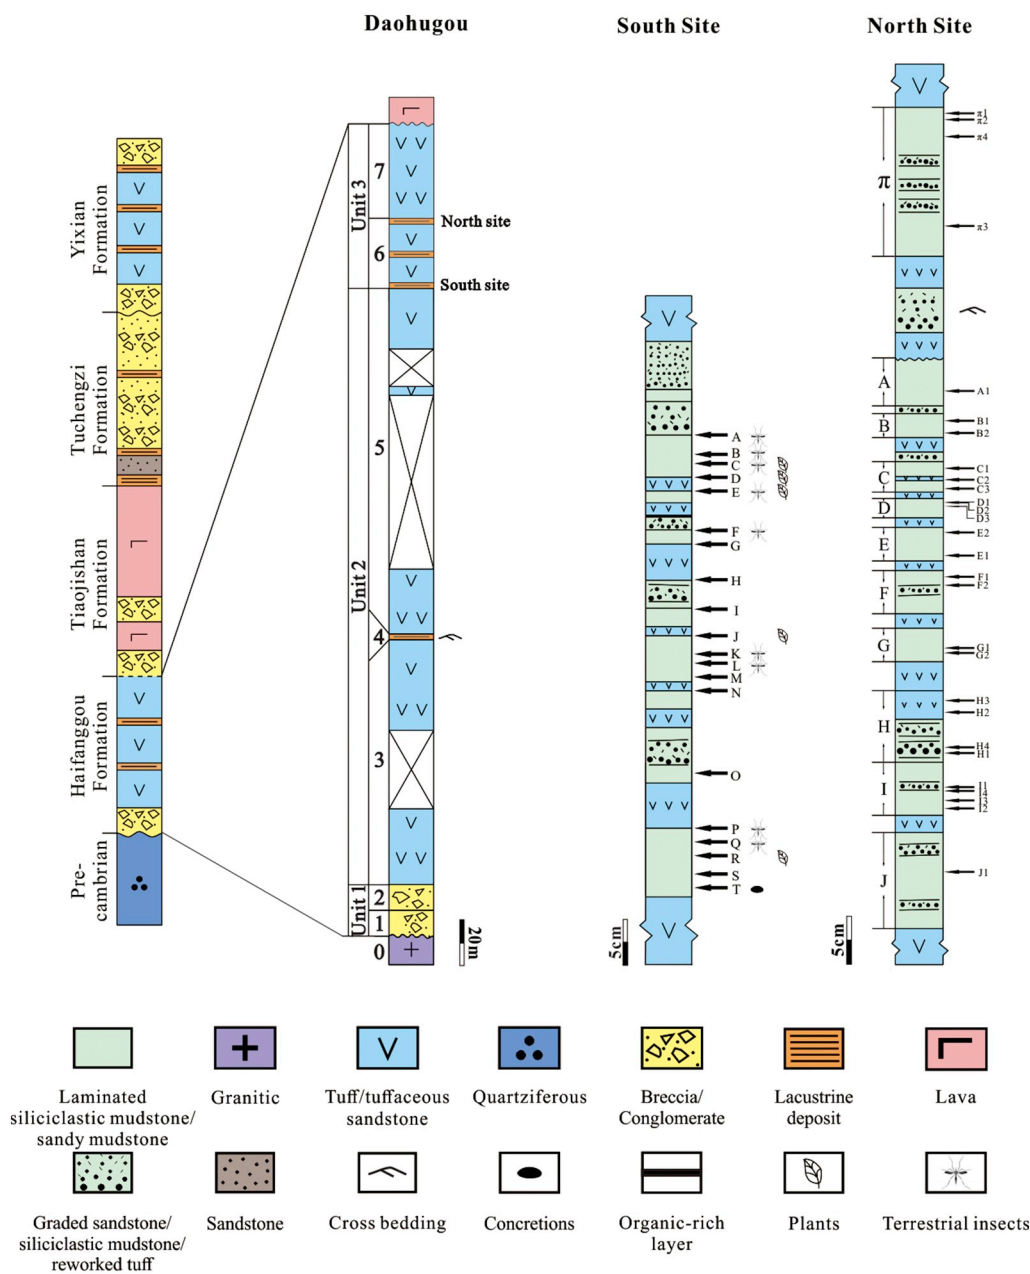 Daohugou
South Site
North Site
Yixian
Formation
Tuchengzi
Formation
Tiaojishan
Formation
Haifanggou
Formation
Pre-
cambrian
Unit 3
Unit 2
Unit 1
7
6
5
4
3
2
1
0
North site
South site
20m
A
B
C
D
E
F
G
H
I
J
K
L
M
N
O
P
Q
R
S
T
5cm
π
A
B
C
D
E
F
G
H
I
J
π1
π2
π4
π3
A1
B1
B2
C1
C2
C3
D1
D2
D3
E2
E1
F1
F2
G1
G2
H3
H2
H4
H1
I1
I4
I3
I2
J1
5cm
Laminated
siliciclastic mudstone/
sandy mudstone
Granitic
Tuff/tuffaceous
sandstone
Quartziferous
Breccia/
Conglomerate
Lacustrine
deposit
Lava
Graded sandstone/
siliciclastic mudstone/
reworked tuff
Sandstone
Cross bedding
Concretions
Organic-rich
layer
Plants
Terrestrial insects